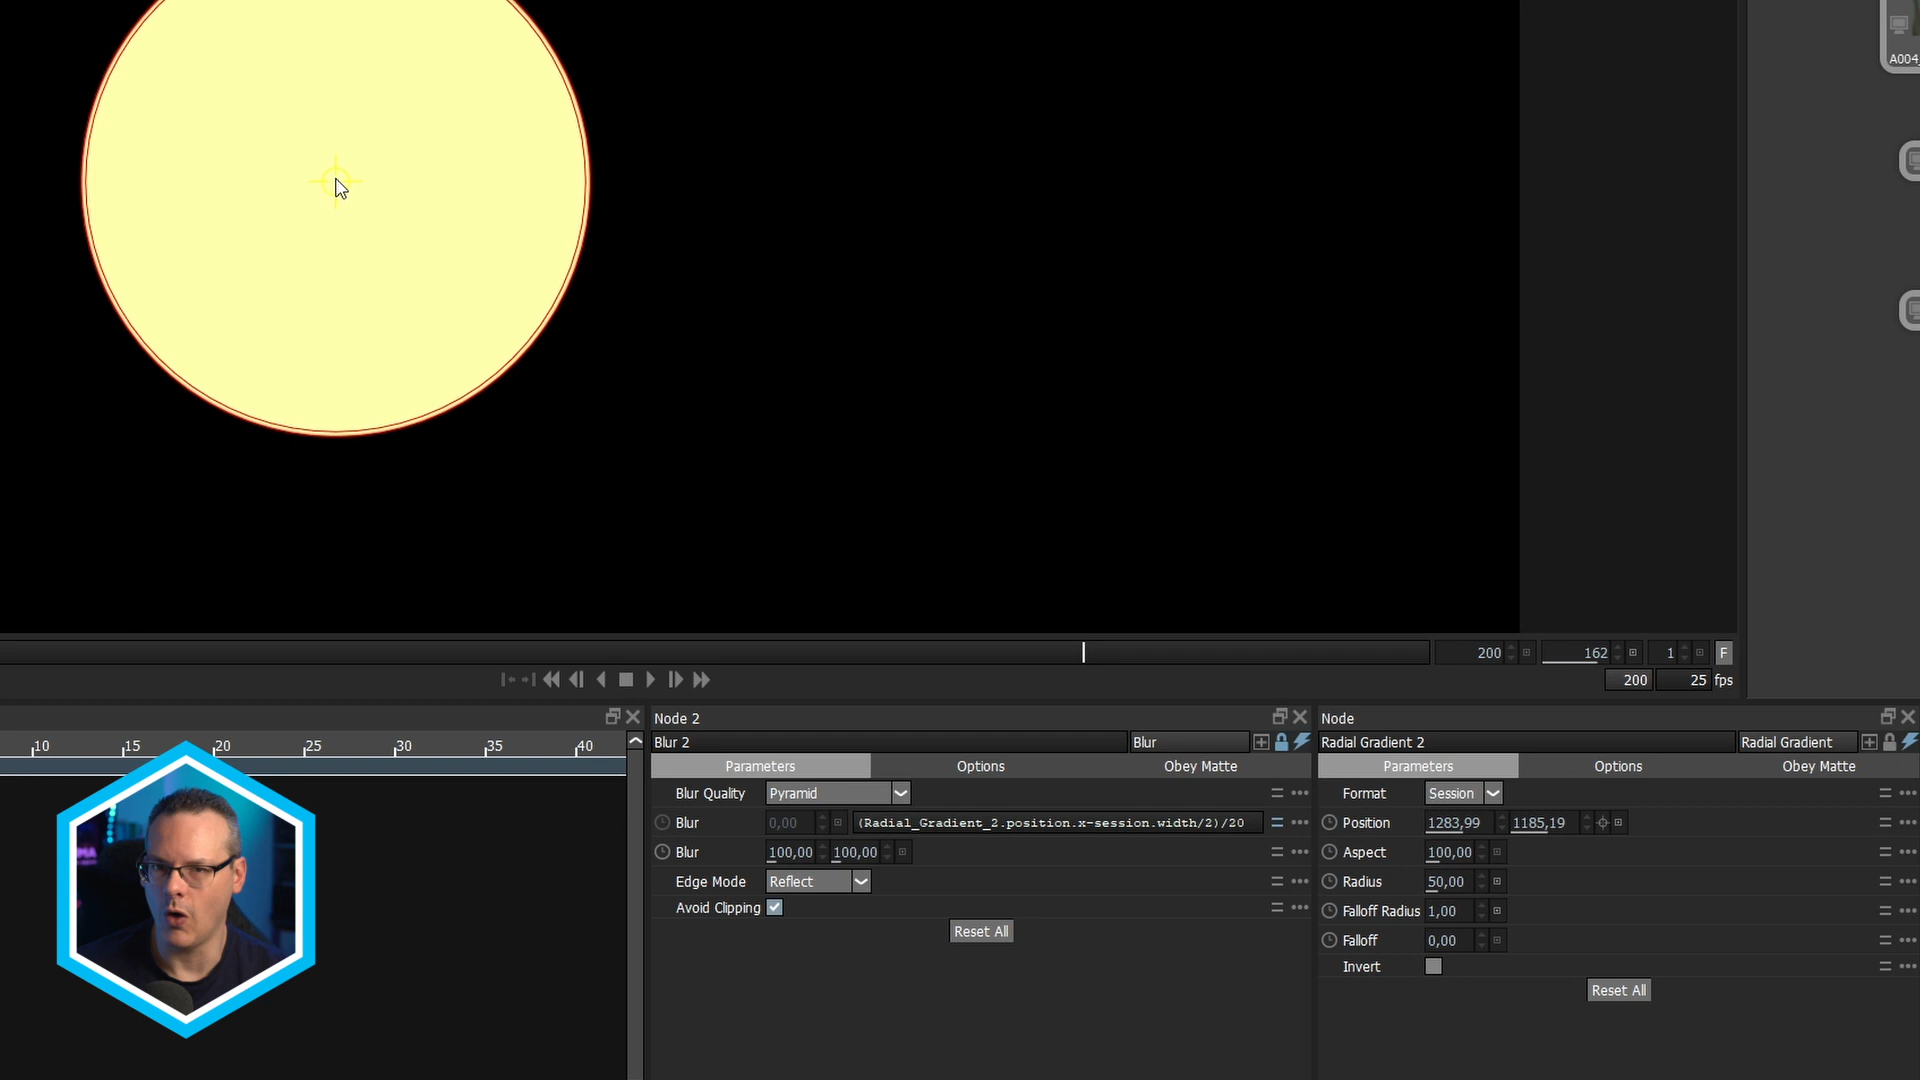 A004_
200 162 1 F
200 25 fps
10 15 20 25 30 35 40
Node 2
Blur 2 Blur
Parameters Options Obey Matte
Blur Quality Pyramid
Blur 0,00 (Radial_Gradient_2.position.x-session.width/2)/20
Blur 100,00 100,00
Edge Mode Reflect
Avoid Clipping
Reset All
Node
Radial Gradient 2 Radial Gradient
Parameters Options Obey Matte
Format Session
Position 1283,99 1185,19
Aspect 100,00
Radius 50,00
Falloff Radius 1,00
Falloff 0,00
Invert
Reset All